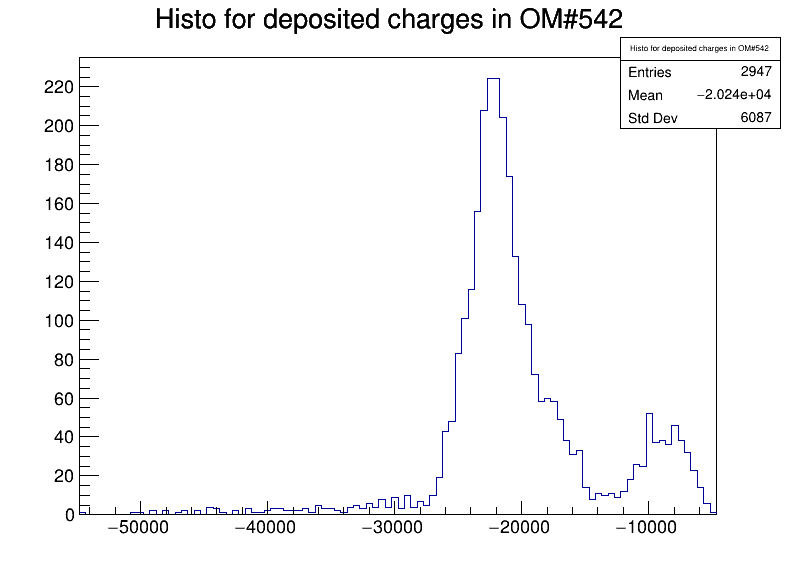 Histo for deposited charges in OM#542
Histo for deposited charges in OM#542
Entries 2947
Mean −2.024e+04
Std Dev 6087
220
200
180
160
140
120
100
80
60
40
20
0
−50000 −40000 −30000 −20000 −10000